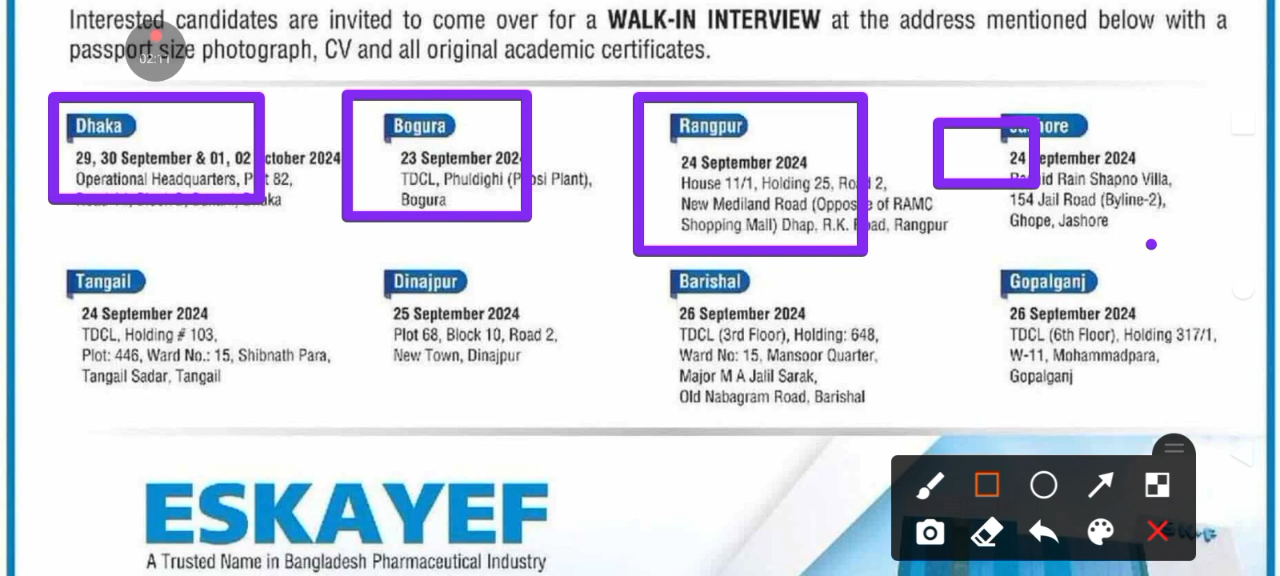 Interested candidates are invited to come over for a WALK-IN INTERVIEW at the address mentioned below with a
passport size photograph, CV and all original academic certificates.
02:11
Dhaka
29, 30 September & 01, 02 October 2024
Operational Headquarters, Plot 82,
Dhaka
Bogura
23 September 2024
TDCL, Phuldighi (Pepsi Plant),
Bogura
Rangpur
24 September 2024
House 11/1, Holding 25, Road 2,
New Mediland Road (Opposite of RAMC
Shopping Mall) Dhap, R.K. Road, Rangpur
Jashore
24 September 2024
Rain Shapno Villa,
154 Jail Road (Byline-2),
Ghope, Jashore
Tangail
24 September 2024
TDCL, Holding # 103,
Plot: 446, Ward No.: 15, Shibnath Para,
Tangail Sadar, Tangail
Dinajpur
25 September 2024
Plot 68, Block 10, Road 2,
New Town, Dinajpur
Barishal
26 September 2024
TDCL (3rd Floor), Holding: 648,
Ward No: 15, Mansoor Quarter,
Major M A Jalil Sarak,
Old Nabagram Road, Barishal
Gopalganj
26 September 2024
TDCL (6th Floor), Holding 317/1,
W-11, Mohammadpara,
Gopalganj
ESKAYEF
A Trusted Name in Bangladesh Pharmaceutical Industry